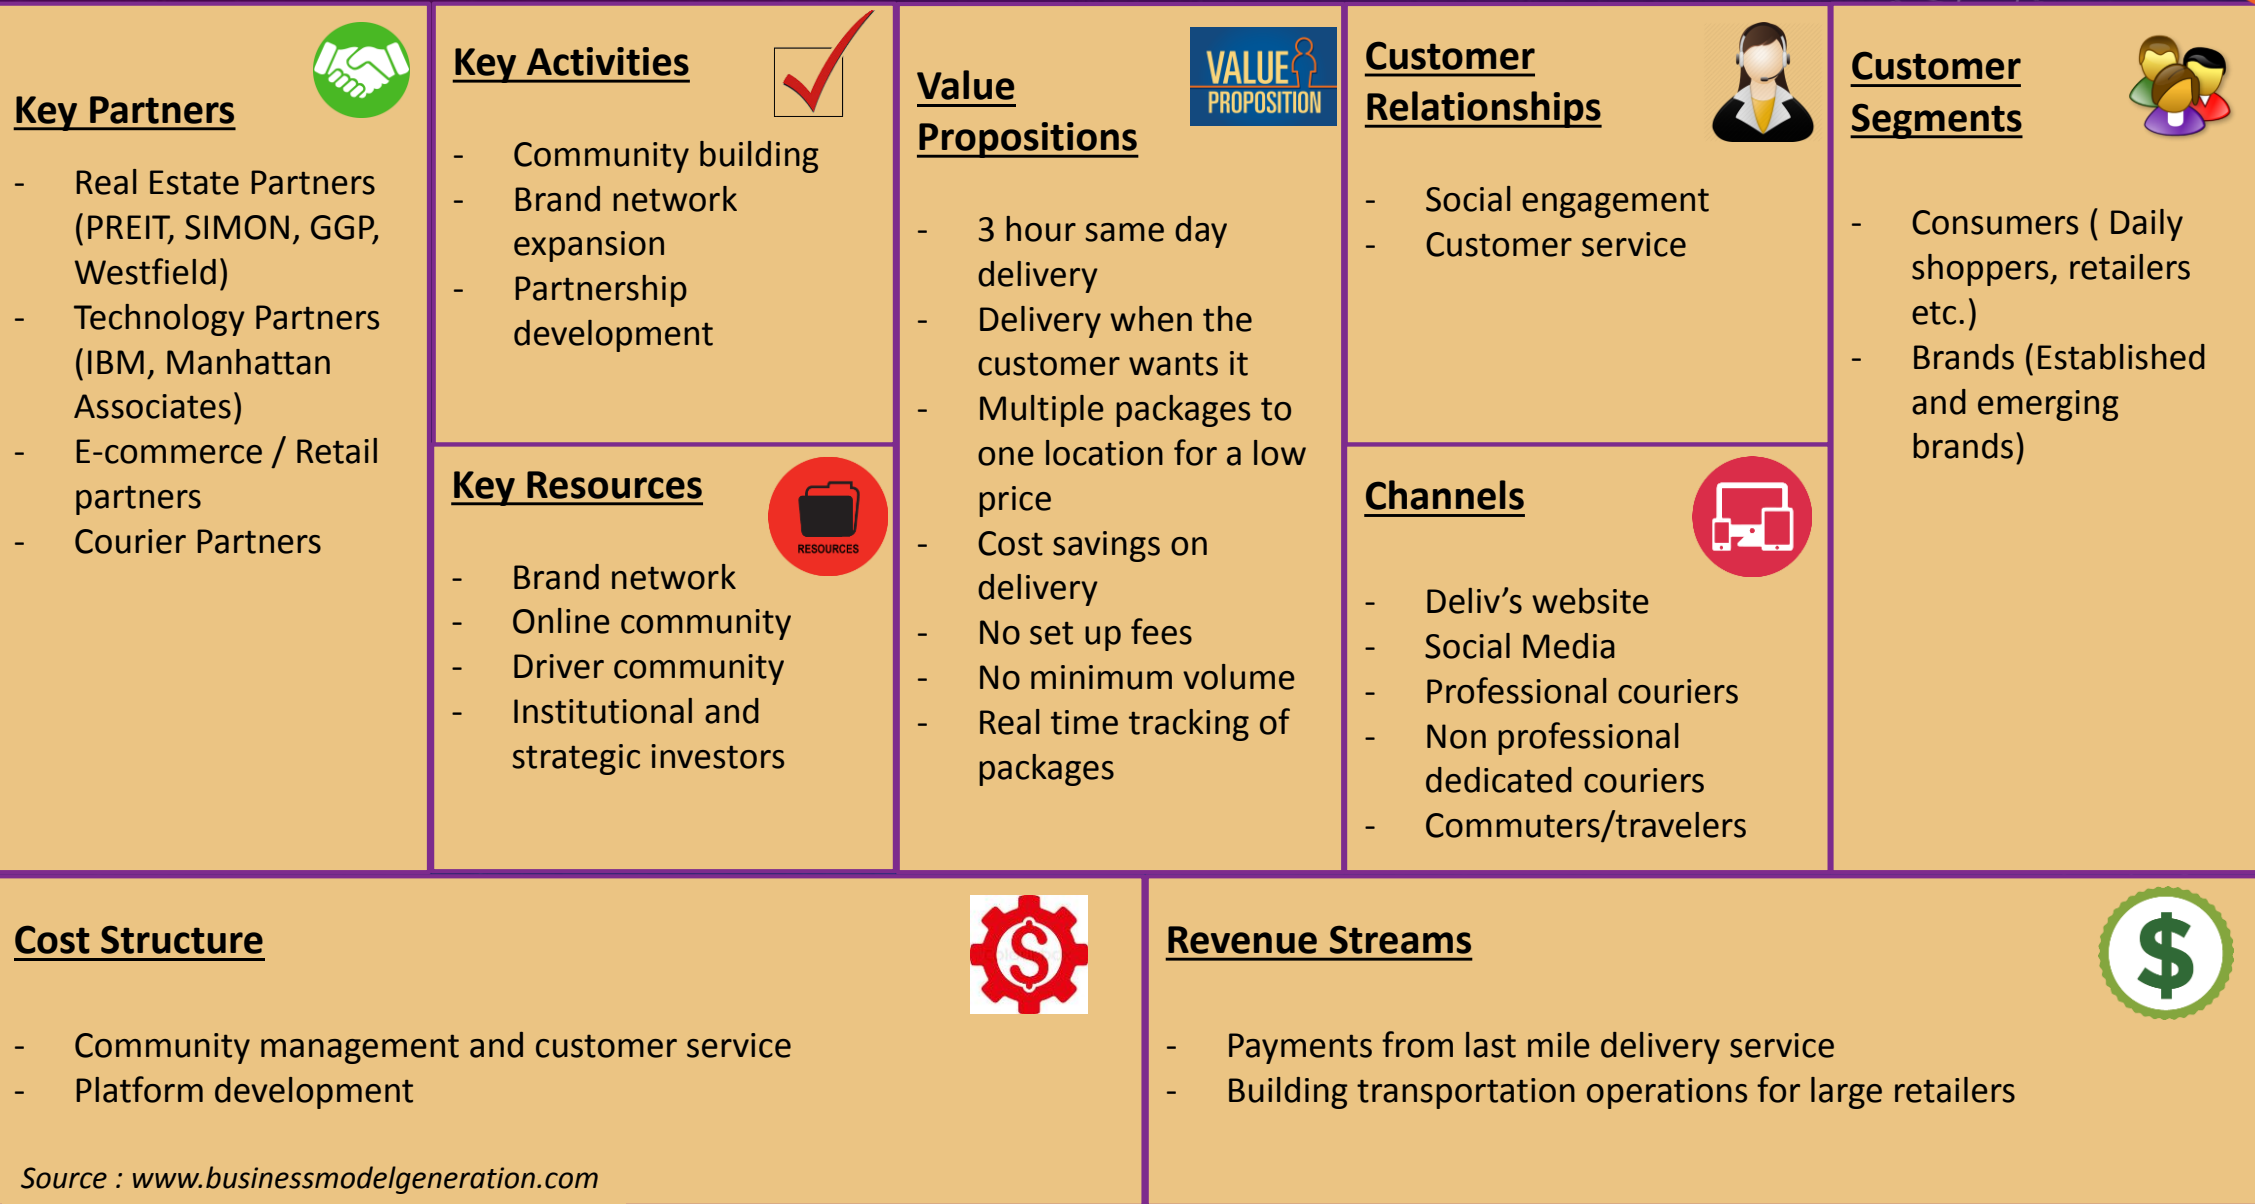 Key Partners
- Real Estate Partners
(PREIT, SIMON, GGP,
Westfield)
- Technology Partners
(IBM, Manhattan
Associates)
- E-commerce / Retail
partners
- Courier Partners
Key Activities
- Community building
- Brand network
expansion
- Partnership
development
Key Resources
RESOURCES
- Brand network
- Online community
- Driver community
- Institutional and
strategic investors
Value
Propositions
VALUE
PROPOSITION
- 3 hour same day
delivery
- Delivery when the
customer wants it
- Multiple packages to
one location for a low
price
- Cost savings on
delivery
- No set up fees
- No minimum volume
- Real time tracking of
packages
Customer
Relationships
- Social engagement
- Customer service
Channels
- Deliv’s website
- Social Media
- Professional couriers
- Non professional
dedicated couriers
- Commuters/travelers
Customer
Segments
- Consumers ( Daily
shoppers, retailers
etc.)
- Brands (Established
and emerging
brands)
Cost Structure
$
- Community management and customer service
- Platform development
Source : www.businessmodelgeneration.com
Revenue Streams
$
- Payments from last mile delivery service
- Building transportation operations for large retailers